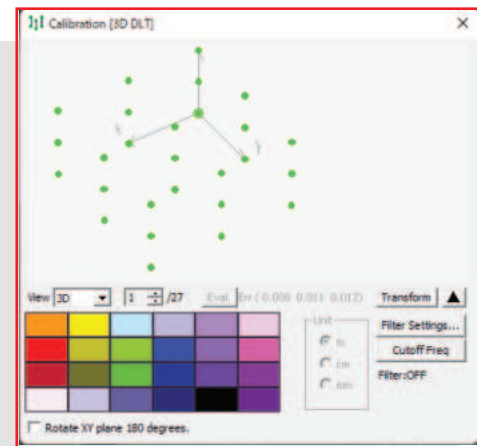 Calibration [3D DLT]
View 3D 1 /27 Eval. Err ( 0.008 0.011 0.012) Transform
Unit
Filter Settings...
m
Cutoff Freq
cm
Filter:OFF
mm
Rotate XY plane 180 degrees.